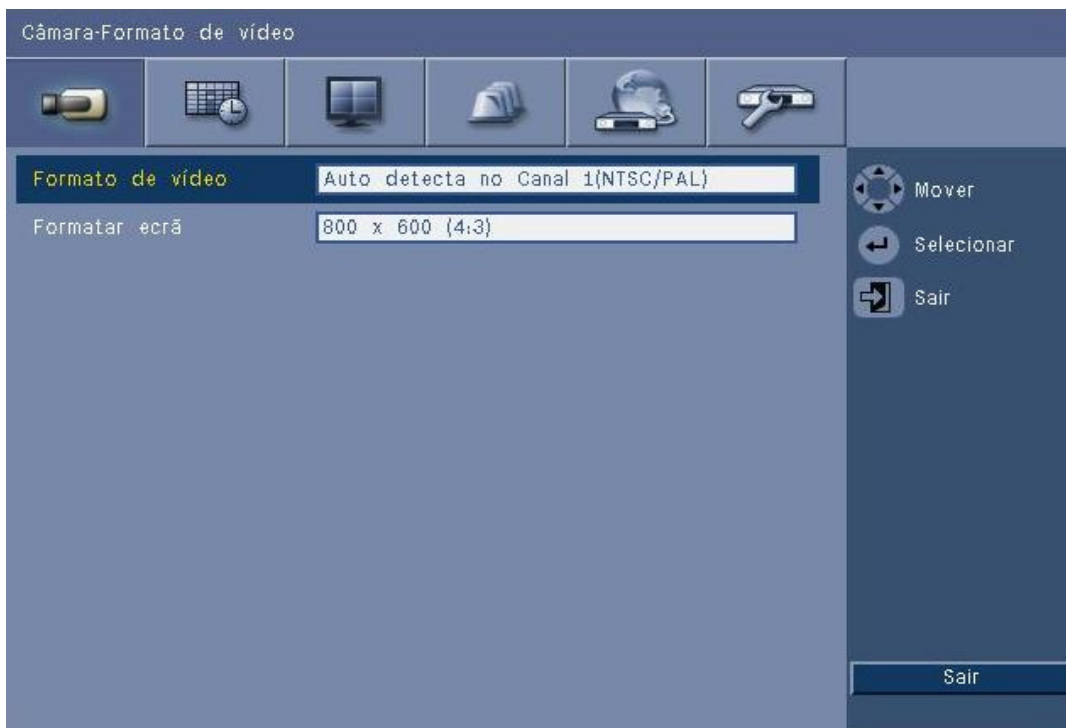 Câmara-Formato de vídeo
Formato de vídeo Auto detecta no Canal 1(NTSC/PAL)
Formatar ecrã 800 x 600 (4:3)
Mover
Selecionar
Sair
Sair